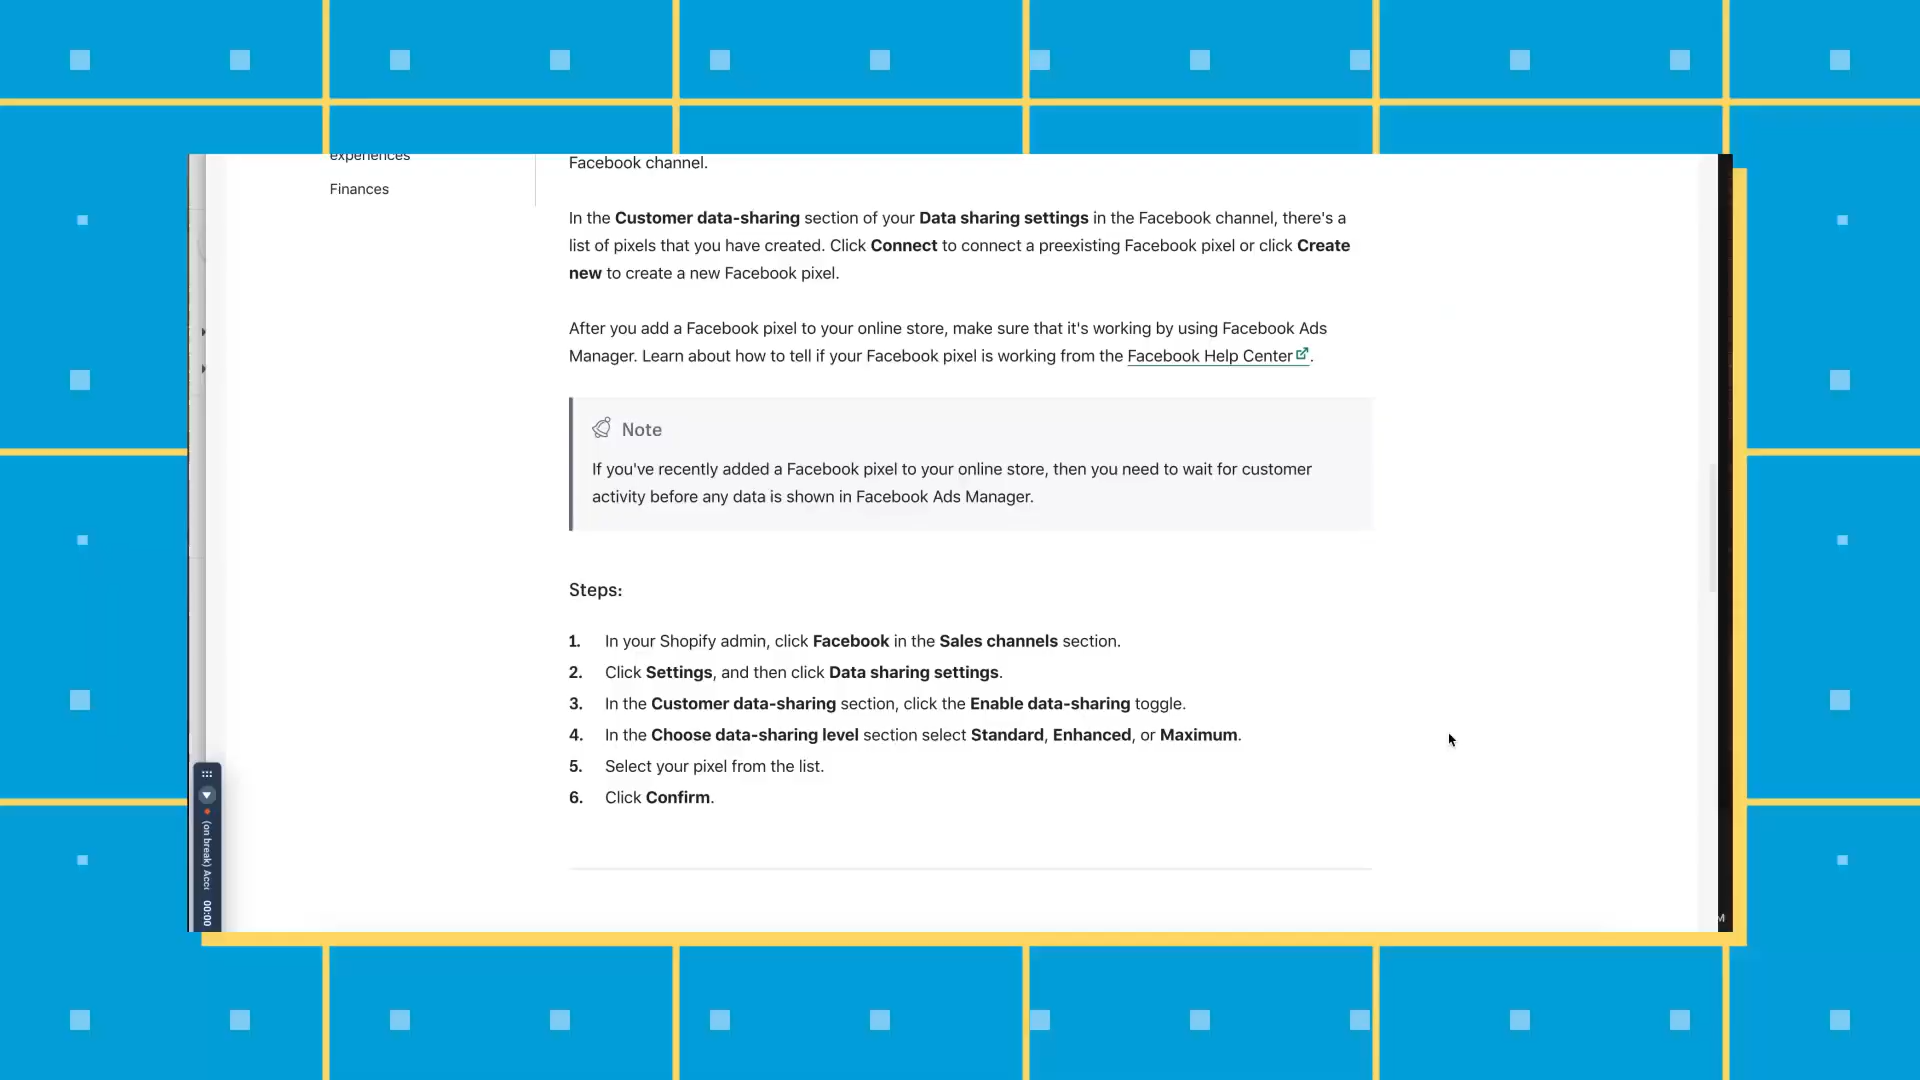 experiences
Finances
Facebook channel.
In the Customer data-sharing section of your Data sharing settings in the Facebook channel, there's a
list of pixels that you have created. Click Connect to connect a preexisting Facebook pixel or click Create
new to create a new Facebook pixel.
After you add a Facebook pixel to your online store, make sure that it's working by using Facebook Ads
Manager. Learn about how to tell if your Facebook pixel is working from the Facebook Help Center.
Note
If you've recently added a Facebook pixel to your online store, then you need to wait for customer
activity before any data is shown in Facebook Ads Manager.
Steps:
1. In your Shopify admin, click Facebook in the Sales channels section.
2. Click Settings, and then click Data sharing settings.
3. In the Customer data-sharing section, click the Enable data-sharing toggle.
4. In the Choose data-sharing level section select Standard, Enhanced, or Maximum.
5. Select your pixel from the list.
6. Click Confirm.
(on break) Acci 00:00
M